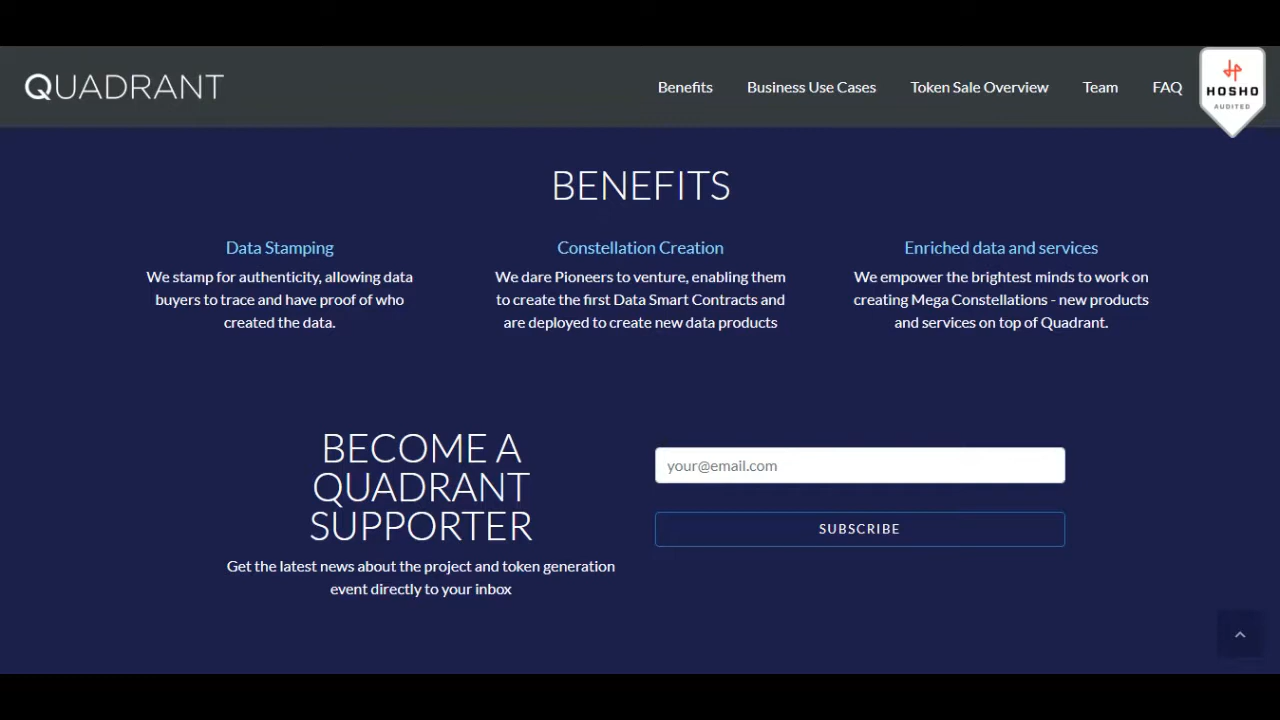 QUADRANT
Benefits
Business Use Cases
Token Sale Overview
Team
FAQ
HOSHO
AUDITED
BENEFITS
Data Stamping
We stamp for authenticity, allowing data
buyers to trace and have proof of who
created the data.
Constellation Creation
We dare Pioneers to venture, enabling them
to create the first Data Smart Contracts and
are deployed to create new data products
Enriched data and services
We empower the brightest minds to work on
creating Mega Constellations - new products
and services on top of Quadrant.
BECOME A
QUADRANT
SUPPORTER
Get the latest news about the project and token generation
event directly to your inbox
your@email.com
SUBSCRIBE